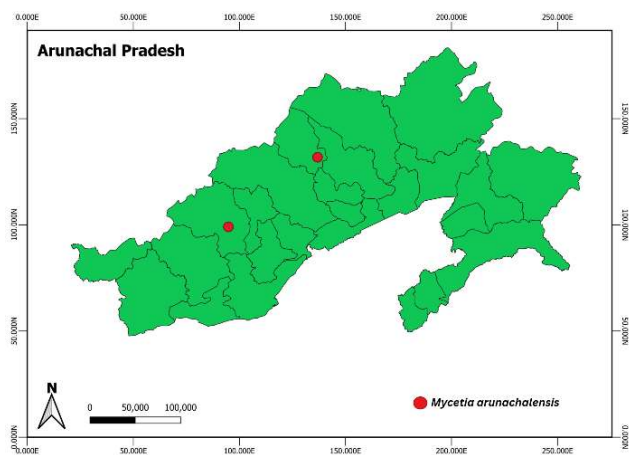 0.000E 50.000E 100.000E 150.000E 200.000E 250.000E
Arunachal Pradesh
150.000N 150.000N
100.000N 100.000N
50.000N 50.000N
N
0 50,000 100,000
Mycetia arunachalensis
0.000N 0.000N
0.000E 50.000E 100.000E 150.000E 200.000E 250.000E